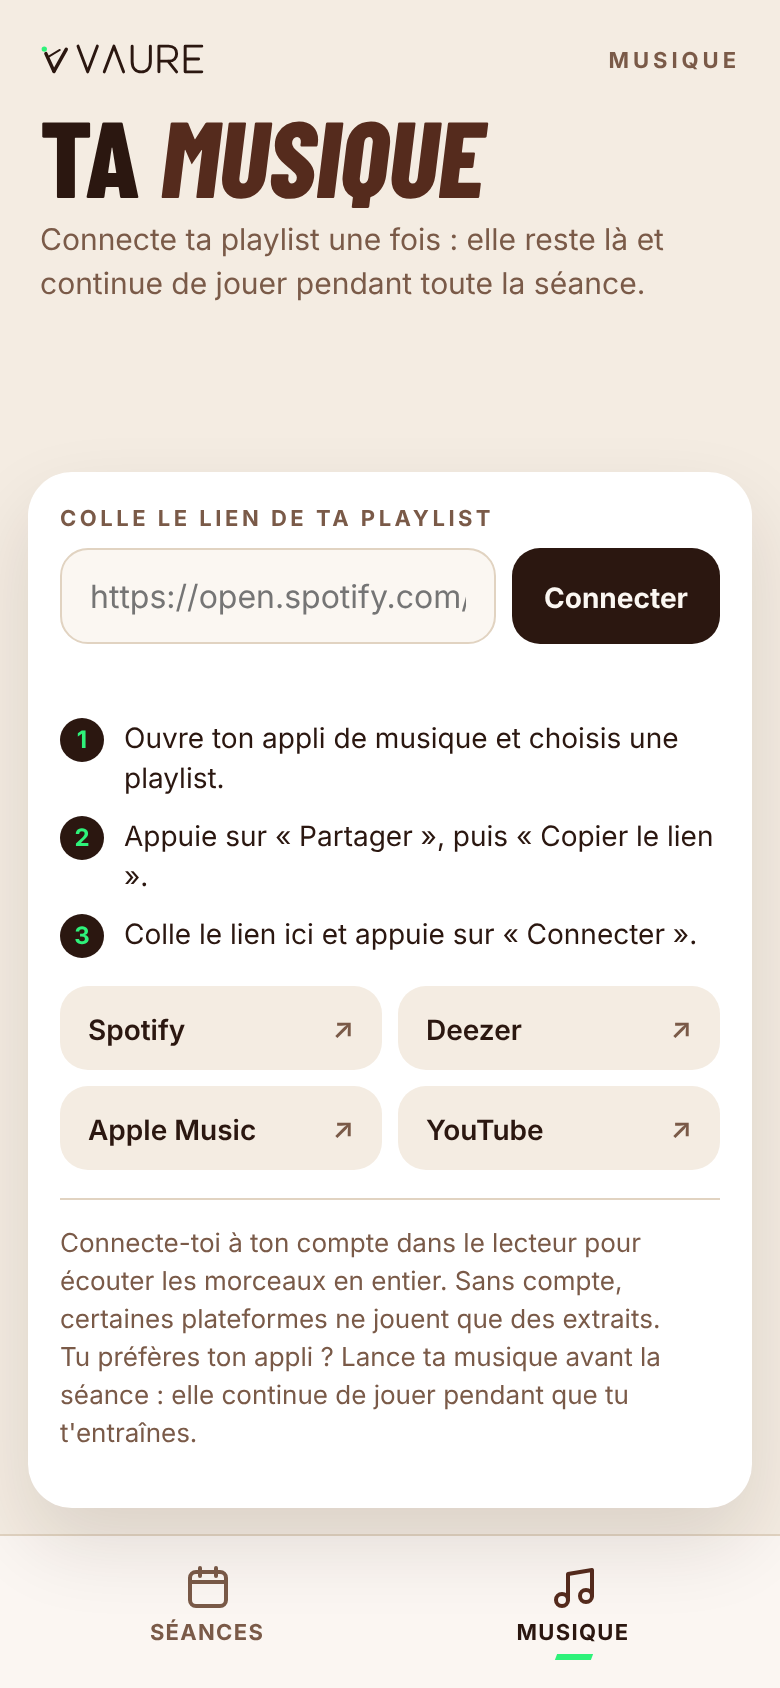 VAURE
MUSIQUE
TA MUSIQUE
Connecte ta playlist une fois : elle reste là et
continue de jouer pendant toute la séance.
COLLE LE LIEN DE TA PLAYLIST
https://open.spotify.com/
Connecter
1 Ouvre ton appli de musique et choisis une
playlist.
2 Appuie sur « Partager », puis « Copier le lien
».
3 Colle le lien ici et appuie sur « Connecter ».
Spotify
Deezer
Apple Music
YouTube
Connecte-toi à ton compte dans le lecteur pour
écouter les morceaux en entier. Sans compte,
certaines plateformes ne jouent que des extraits.
Tu préfères ton appli ? Lance ta musique avant la
séance : elle continue de jouer pendant que tu
t'entraînes.
SÉANCES
MUSIQUE